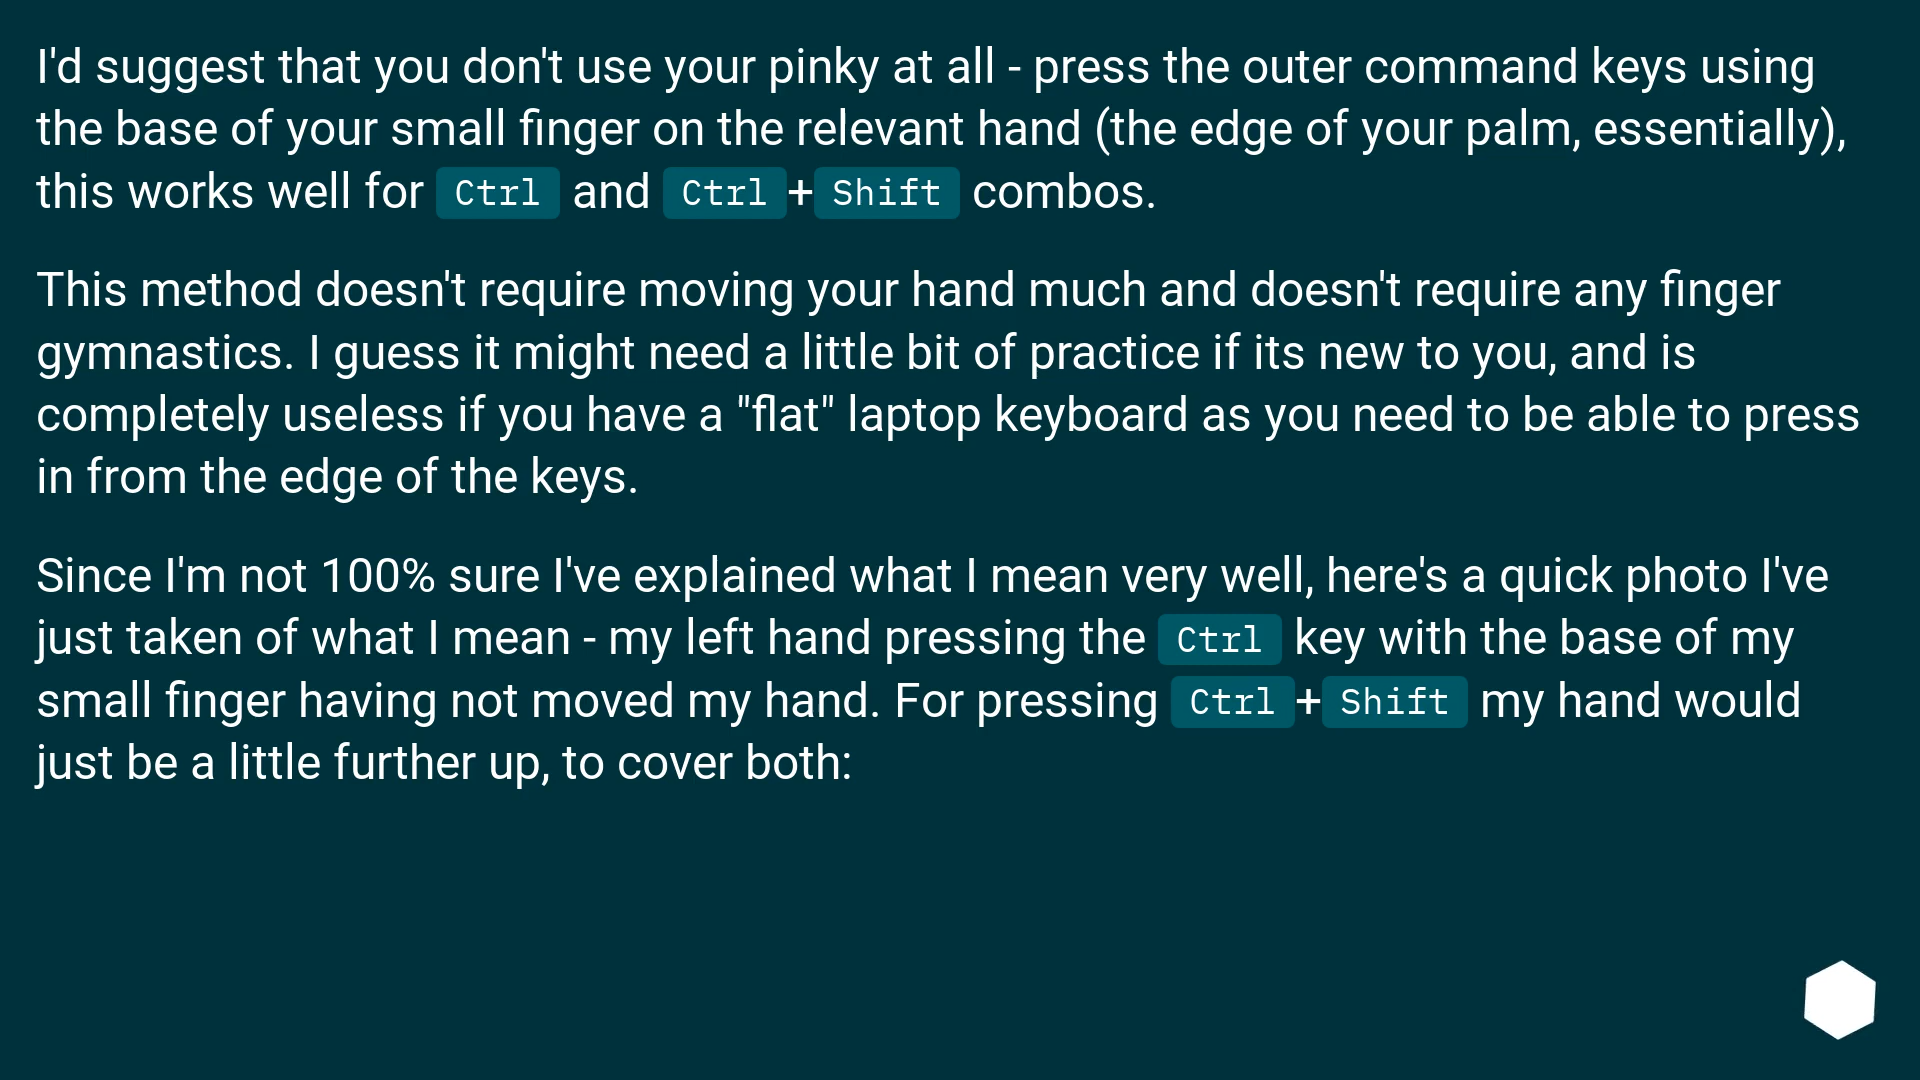 I'd suggest that you don't use your pinky at all - press the outer command keys using
the base of your small finger on the relevant hand (the edge of your palm, essentially),
this works well for Ctrl and Ctrl+Shift combos.
This method doesn't require moving your hand much and doesn't require any finger
gymnastics. I guess it might need a little bit of practice if its new to you, and is
completely useless if you have a "flat" laptop keyboard as you need to be able to press
in from the edge of the keys.
Since I'm not 100% sure I've explained what I mean very well, here's a quick photo I've
just taken of what I mean - my left hand pressing the Ctrl key with the base of my
small finger having not moved my hand. For pressing Ctrl+Shift my hand would
just be a little further up, to cover both: